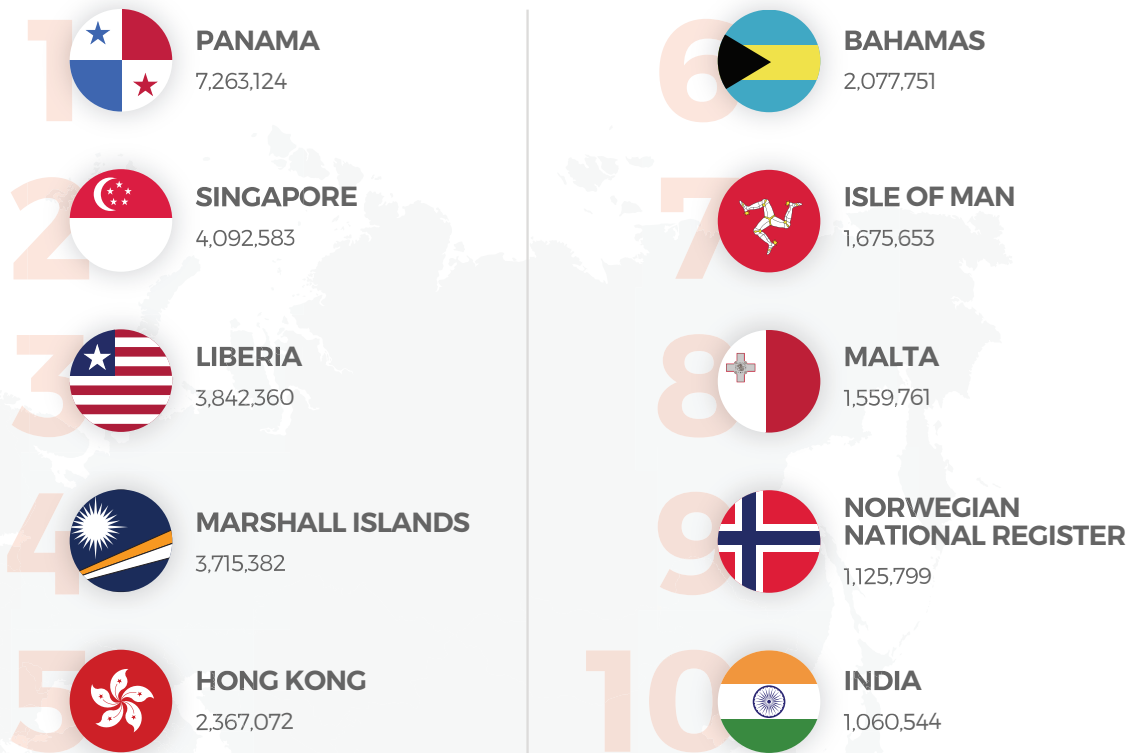 1
PANAMA
7,263,124
2
SINGAPORE
4,092,583
3
LIBERIA
3,842,360
4
MARSHALL ISLANDS
3,715,382
5
HONG KONG
2,367,072
6
BAHAMAS
2,077,751
7
ISLE OF MAN
1,675,653
8
MALTA
1,559,761
9
NORWEGIAN
NATIONAL REGISTER
1,125,799
10
INDIA
1,060,544